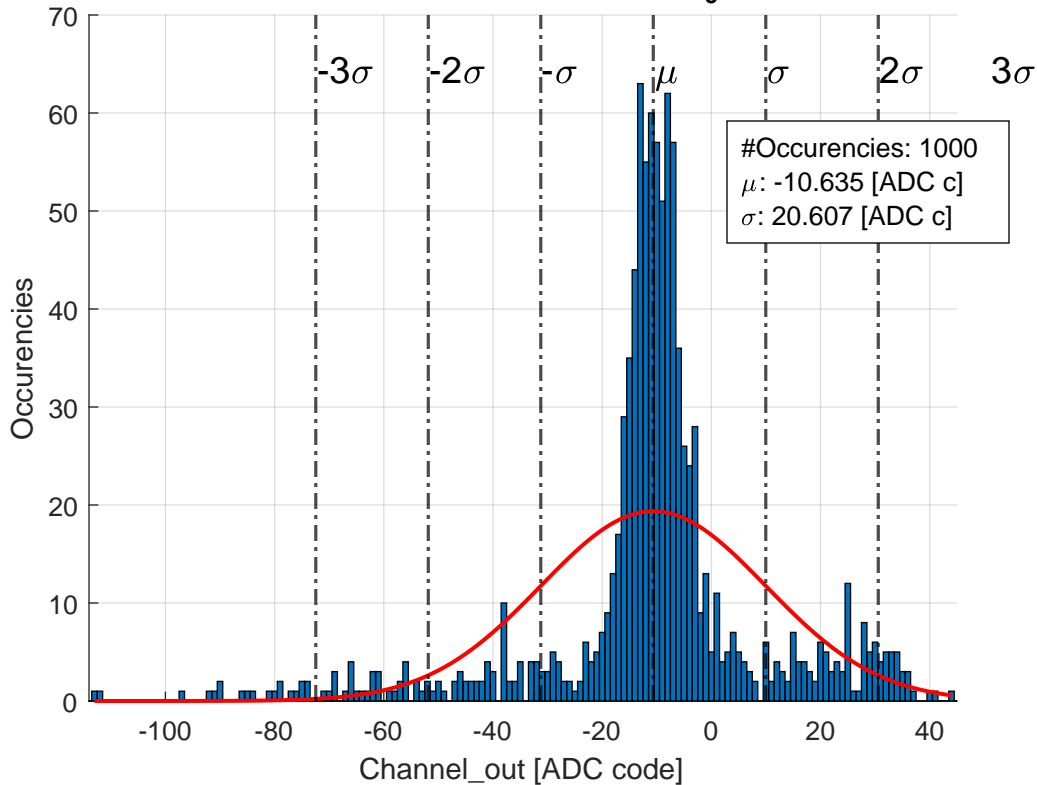 70
60
50
40
30
20
10
0
-3σ
-2σ
-σ
μ
σ
2σ
3σ
#Occurencies: 1000
μ: -10.635 [ADC c]
σ: 20.607 [ADC c]
Occurencies
-100
-80
-60
-40
-20
0
20
40
Channel_out [ADC code]